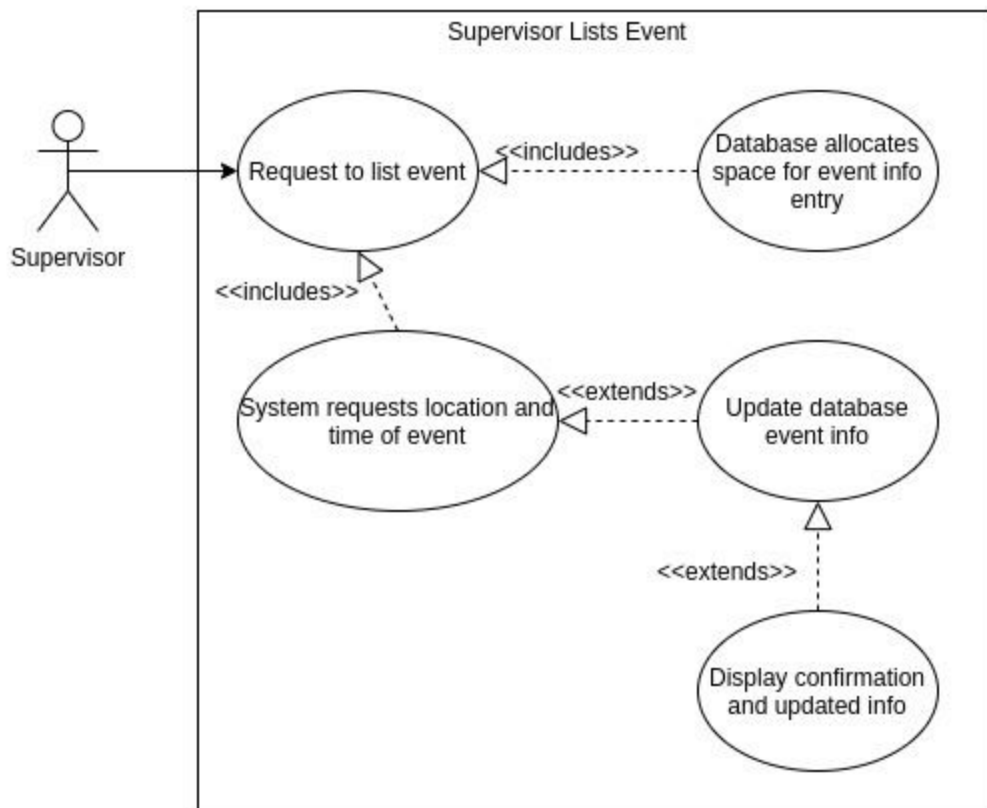 Supervisor Lists Event
Request to list event
<<includes>>
Database allocates
space for event info
entry
Supervisor
<<includes>>
System requests location and
time of event
<<extends>>
Update database
event info
<<extends>>
Display confirmation
and updated info